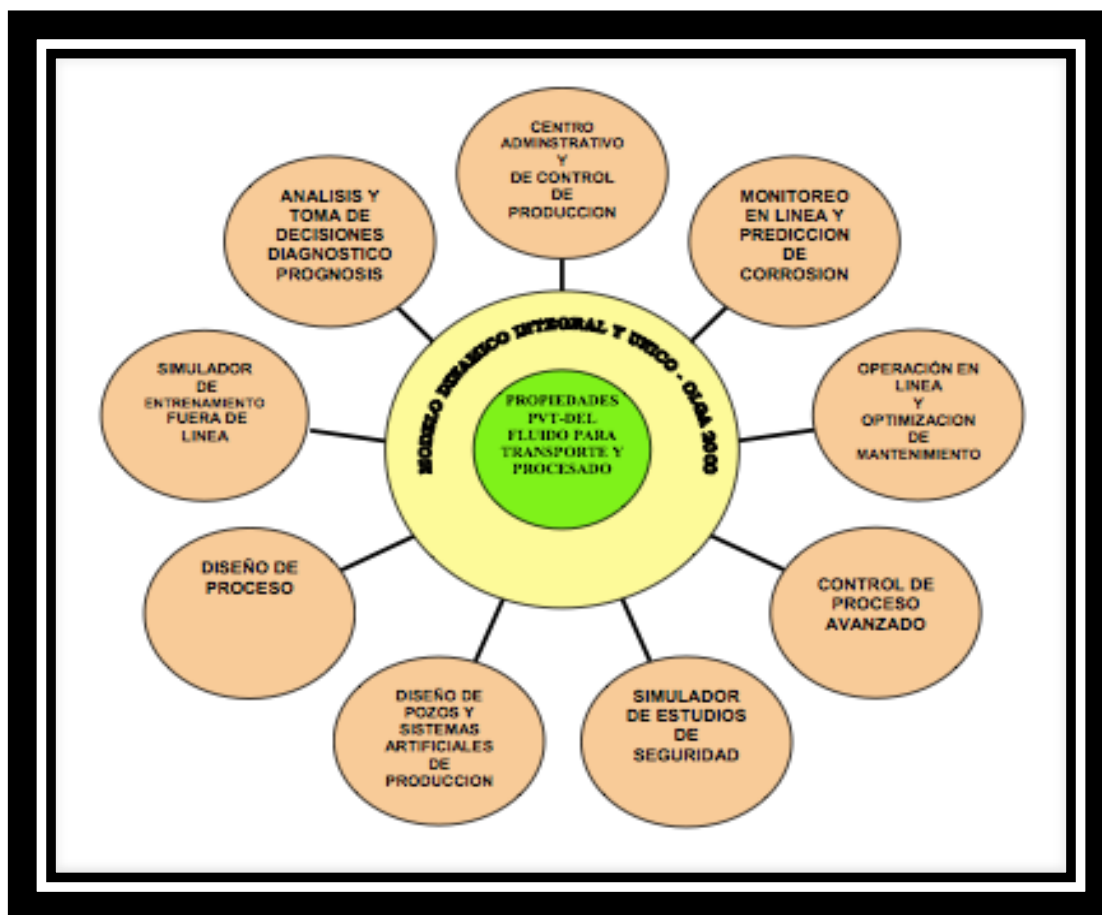 CENTRO
ADMINSTRATIVO
Y
DE CONTROL
DE
PRODUCCION
MONITOREO
EN LINEA Y
PREDICCION
DE
CORROSION
OPERACIÓN EN
LINEA
Y
OPTIMIZACION
DE
MANTENIMIENTO
CONTROL DE
PROCESO
AVANZADO
SIMULADOR
DE ESTUDIOS
DE
SEGURIDAD
DISEÑO DE
POZOS Y
SISTEMAS
ARTIFICIALES
DE
PRODUCCION
DISEÑO DE
PROCESO
SIMULADOR
DE
ENTRENAMIENTO
FUERA DE
LINEA
ANALISIS Y
TOMA DE
DECISIONES
DIAGNOSTICO
PROGNOSIS
MODELO DINAMICO INTEGRAL Y UNICO - OLGA 2000
PROPIEDADES
PVT-DEL
FLUIDO PARA
TRANSPORTE Y
PROCESADO